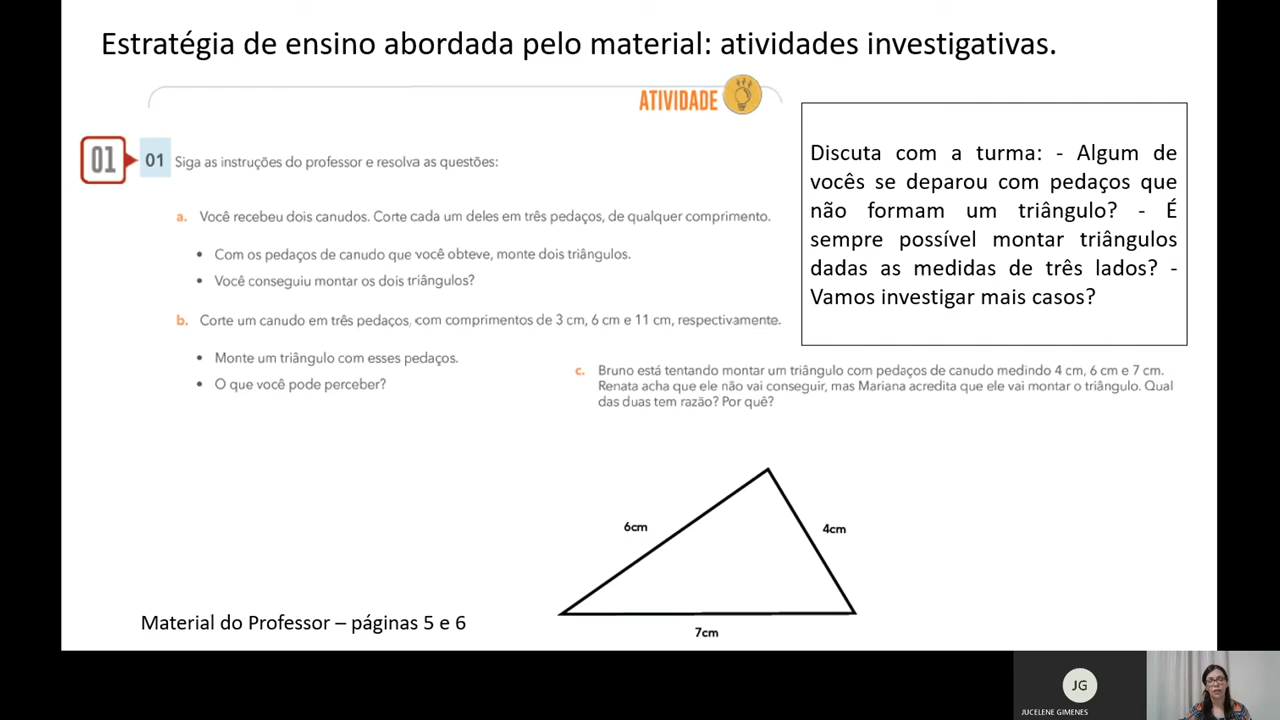 Estratégia de ensino abordada pelo material: atividades investigativas.
ATIVIDADE
01
01 Siga as instruções do professor e resolva as questões:
a. Você recebeu dois canudos. Corte cada um deles em três pedaços, de qualquer comprimento.
• Com os pedaços de canudo que você obteve, monte dois triângulos.
• Você conseguiu montar os dois triângulos?
b. Corte um canudo em três pedaços, com comprimentos de 3 cm, 6 cm e 11 cm, respectivamente.
• Monte um triângulo com esses pedaços.
• O que você pode perceber?
Discuta com a turma: - Algum de
vocês se deparou com pedaços que
não formam um triângulo? - É
sempre possível montar triângulos
dadas as medidas de três lados? -
Vamos investigar mais casos?
c. Bruno está tentando montar um triângulo com pedaços de canudo medindo 4 cm, 6 cm e 7 cm.
Renata acha que ele não vai conseguir, mas Mariana acredita que ele vai montar o triângulo. Qual
das duas tem razão? Por quê?
6cm
4cm
7cm
Material do Professor – páginas 5 e 6
JG
JUCELENE GIMENES